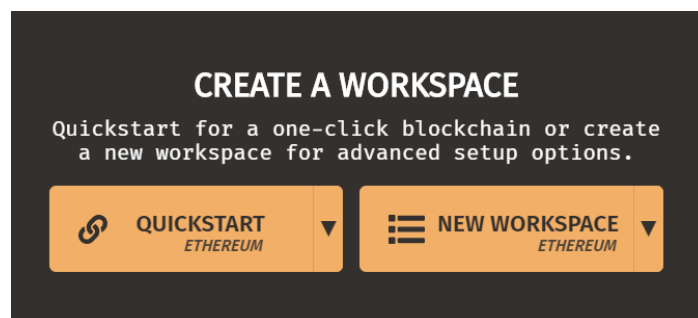 CREATE A WORKSPACE
Quickstart for a one-click blockchain or create
a new workspace for advanced setup options.
QUICKSTART
ETHEREUM
NEW WORKSPACE
ETHEREUM